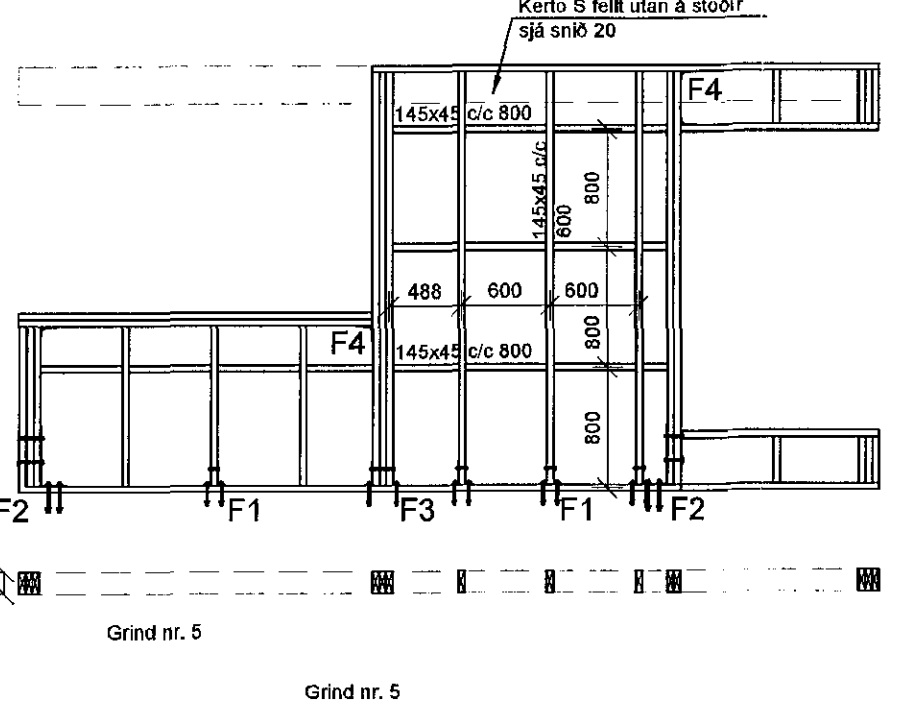 Kerto S fellt utan á stoðir
sjá snið 20
F4
145x45 c/c 800
145x45 c/c
600
800
488
600
600
F4
145x45 c/c 800
800
800
F2
F1
F3
F1
F2
Grind nr. 5
Grind nr. 5